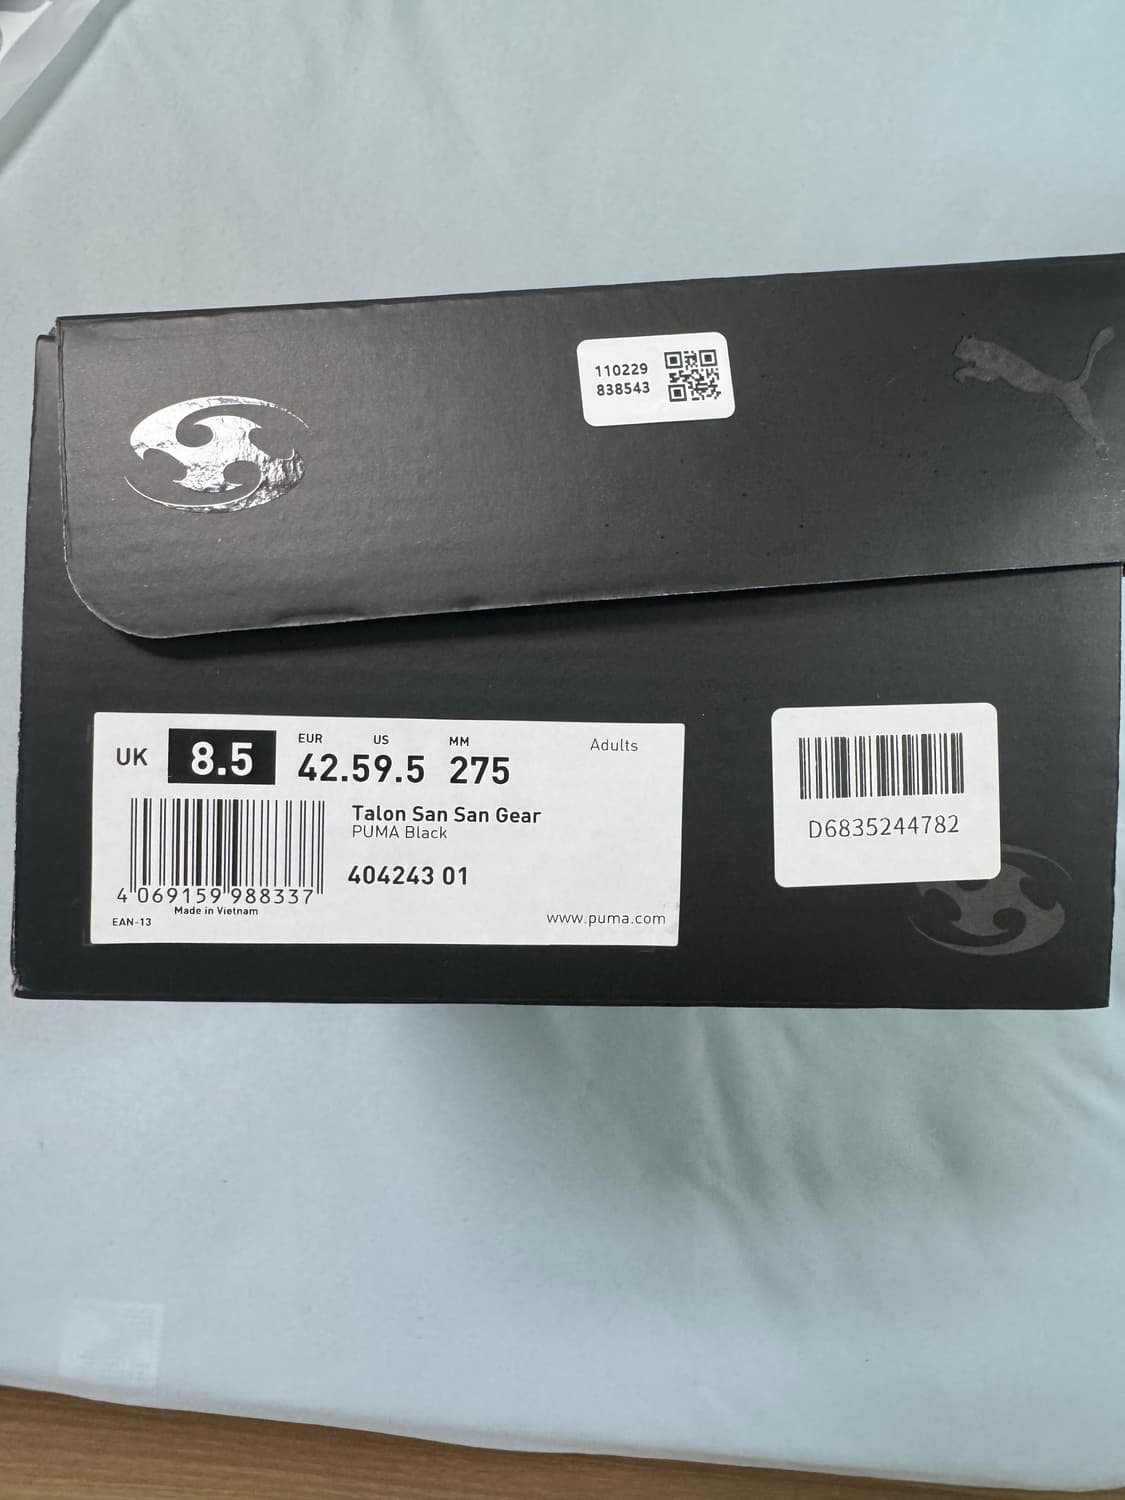 110229
838543
UK 8.5
EUR US MM
42.5 9.5 275
Adults
Talon San San Gear
PUMA Black
404243 01
4 069159 988337
Made in Vietnam
EAN-13
www.puma.com
D6835244782